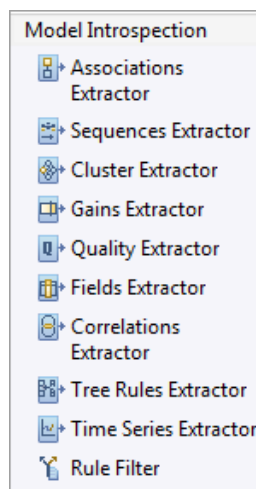 Model Introspection
Associations
Extractor
Sequences Extractor
Cluster Extractor
Gains Extractor
Quality Extractor
Fields Extractor
Correlations
Extractor
Tree Rules Extractor
Time Series Extractor
Rule Filter